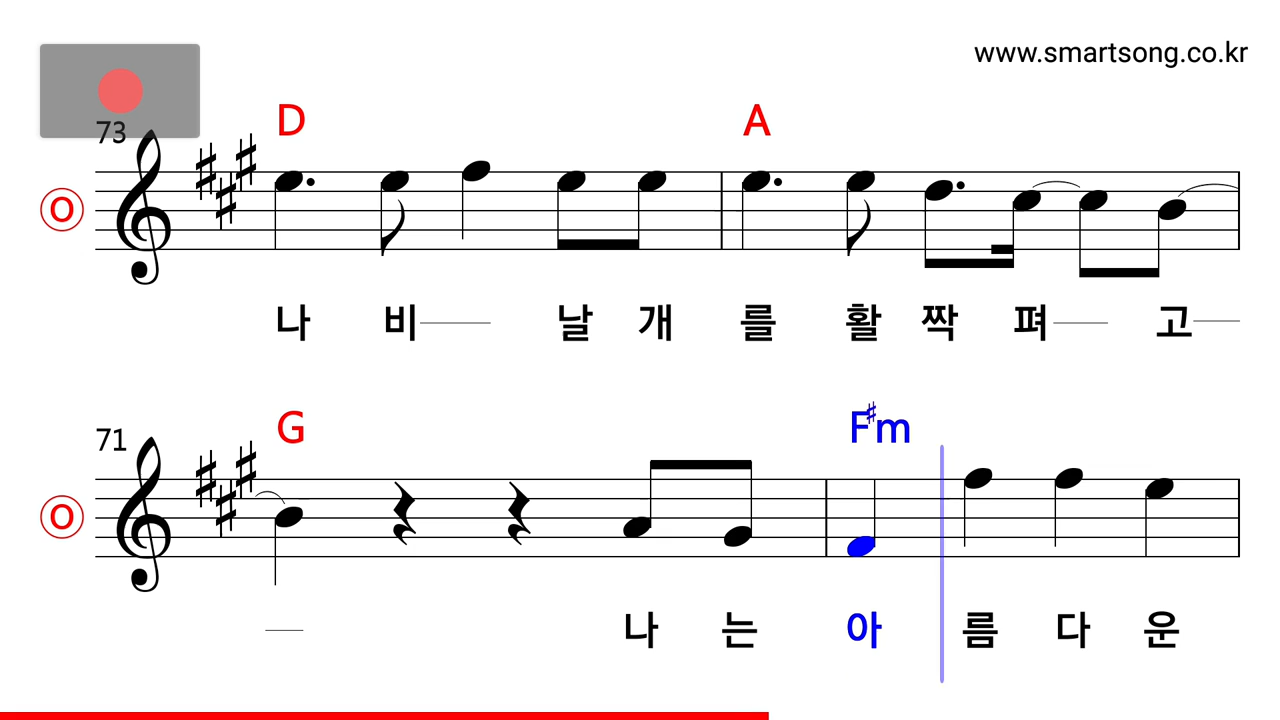 www.smartsong.co.kr
73
D A
O
나 비 날 개 를 활 짝 펴 고
71
G F#m
O
나 는 아 름 다 운